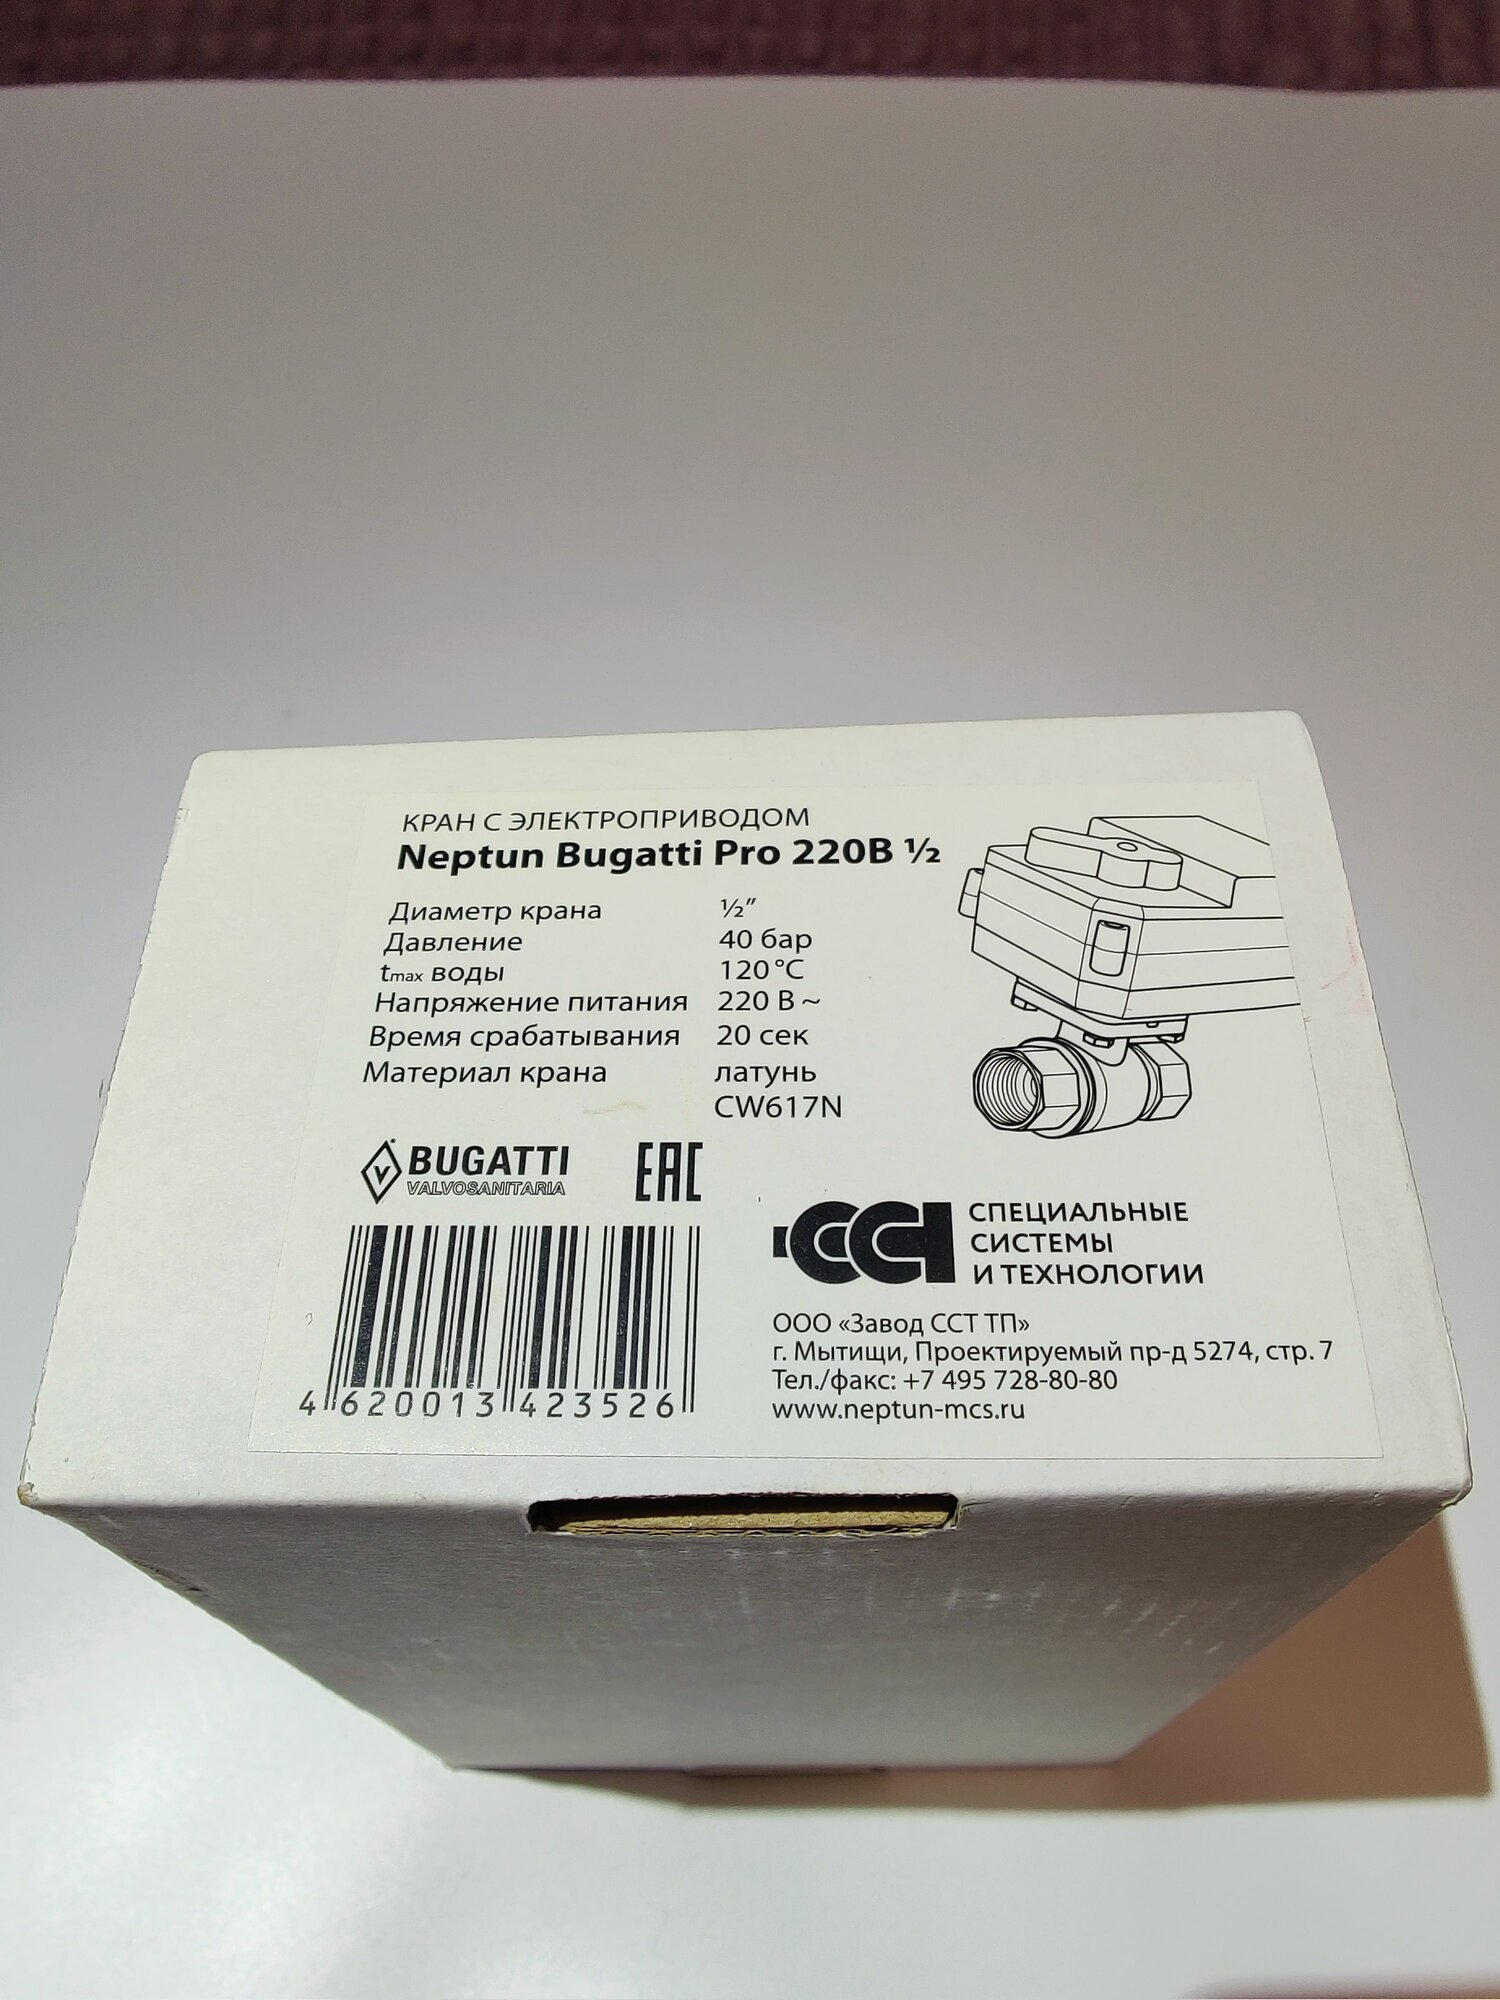 КРАН С ЭЛЕКТРОПРИВОДОМ
Neptun Bugatti Pro 220В ½
Диаметр крана ½”
Давление 40 бар
tmax воды 120 °C
Напряжение питания 220 В ~
Время срабатывания 20 сек
Материал крана латунь
CW617N
BUGATTI
VALVOSANITARIA
EAC
ССТ
СПЕЦИАЛЬНЫЕ
СИСТЕМЫ
И ТЕХНОЛОГИИ
ООО «Завод ССТ ТП»
г. Мытищи, Проектируемый пр-д 5274, стр. 7
Тел./факс: +7 495 728-80-80
www.neptun-mcs.ru
4 620013 423526